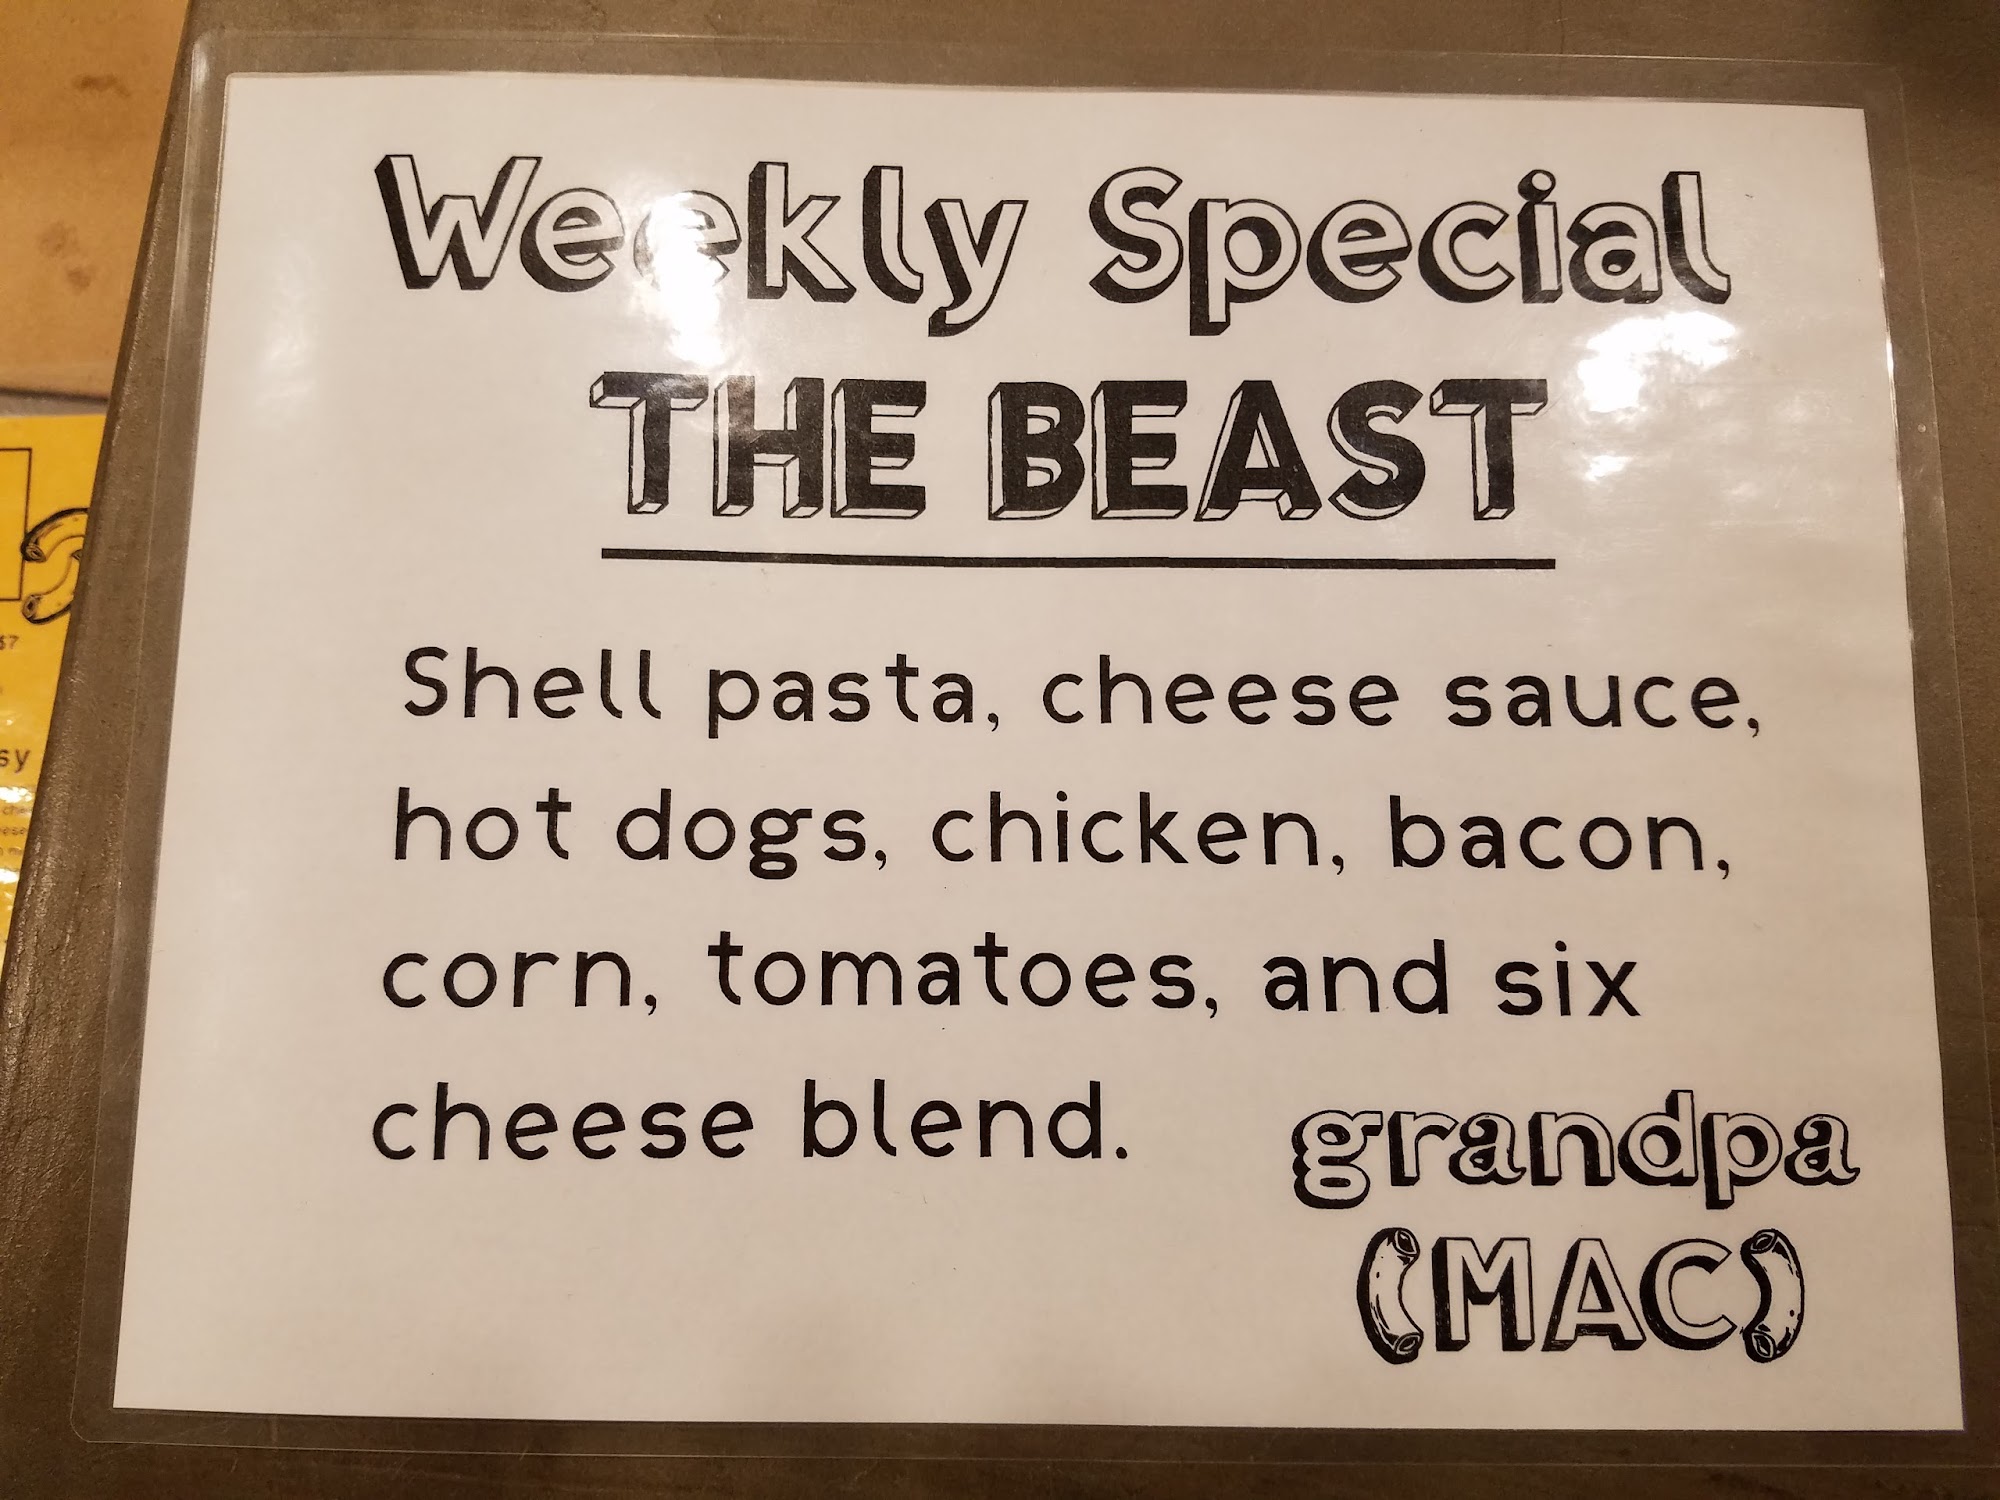 Weekly Special
THE BEAST
Shell pasta, cheese sauce,
hot dogs, chicken, bacon,
corn, tomatoes, and six
cheese blend.
grandpa
(MAC)